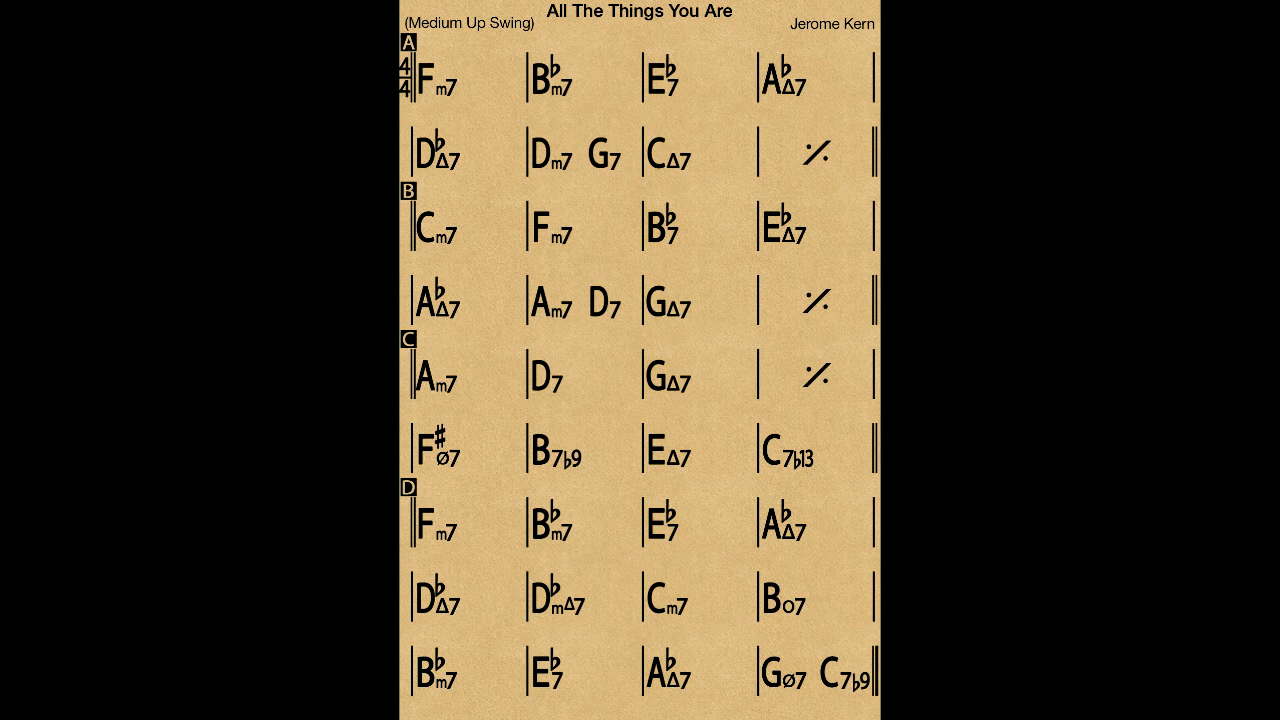 All The Things You Are
(Medium Up Swing) Jerome Kern
A
4/4 Fm7 B♭m7 E♭7 A♭Δ7
D♭Δ7 Dm7 G7 CΔ7 𝄎
B
Cm7 Fm7 B♭7 E♭Δ7
A♭Δ7 Am7 D7 GΔ7 𝄎
C
Am7 D7 GΔ7 𝄎
F♯ø7 B7♭9 EΔ7 C7♭13
D
Fm7 B♭m7 E♭7 A♭Δ7
D♭Δ7 D♭mΔ7 Cm7 Bo7
B♭m7 E♭7 A♭Δ7 Gø7 C7♭9